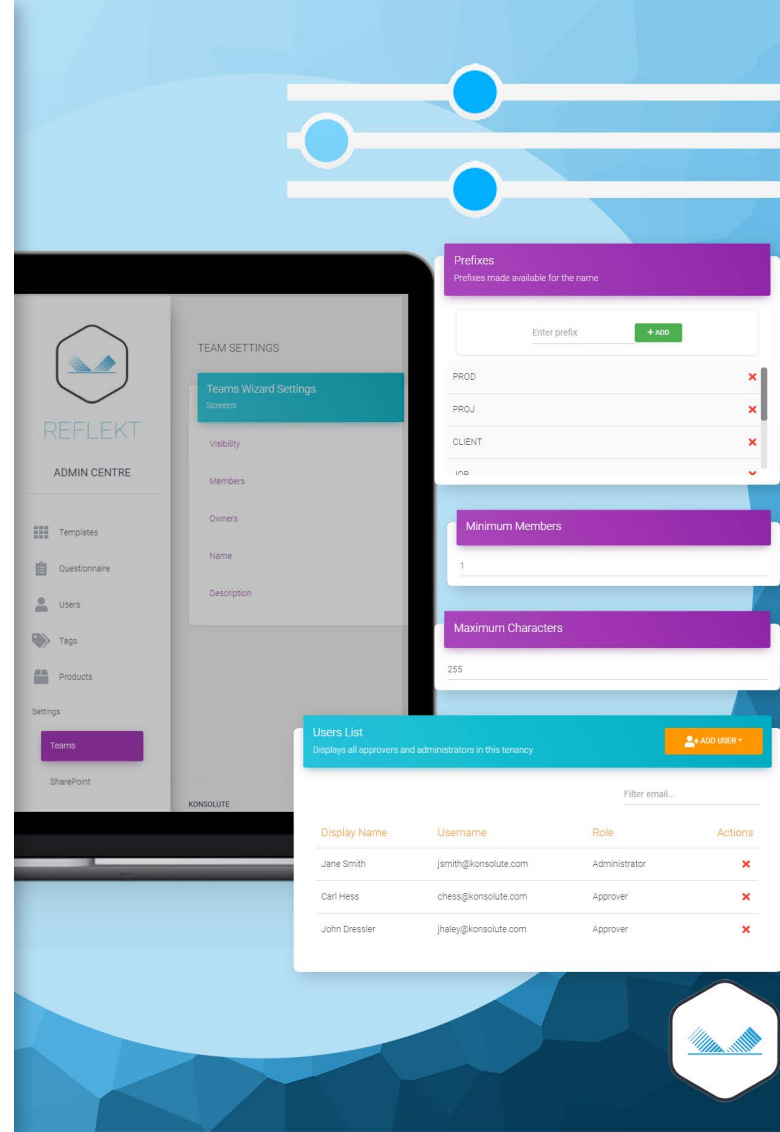 Prefixes
Prefixes made available for the name
Enter prefix
+ ADD
PROD
PROJ
CLIENT
JOB
REFLEKT
ADMIN CENTRE
Templates
Questionnaire
Users
Tags
Products
Settings
Teams
SharePoint
TEAM SETTINGS
Teams Wizard Settings
Screens
Visibility
Members
Owners
Name
Description
KONSOLUTE
Minimum Members
1
Maximum Characters
255
Users List
Displays all approvers and administrators in this tenancy
ADD USER
Filter email...
Display Name Username Role Actions
Jane Smith jsmith@konsolute.com Administrator
Carl Hess chess@konsolute.com Approver
John Dressler jhaley@konsolute.com Approver